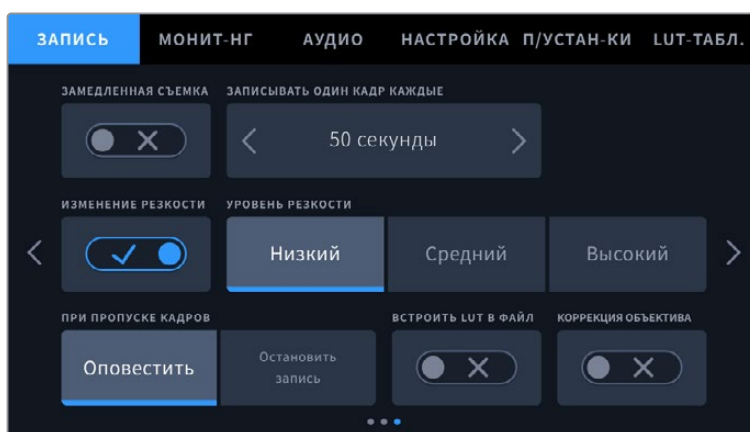 ЗАПИСЬ МОНИТ-НГ АУДИО НАСТРОЙКА П/УСТАН-КИ LUT-ТАБЛ.
ЗАМЕДЛЕННАЯ СЪЕМКА ЗАПИСЫВАТЬ ОДИН КАДР КАЖДЫЕ
50 секунды
ИЗМЕНЕНИЕ РЕЗКОСТИ УРОВЕНЬ РЕЗКОСТИ
Низкий Средний Высокий
ПРИ ПРОПУСКЕ КАДРОВ ВСТРОИТЬ LUT В ФАЙЛ КОРРЕКЦИЯ ОБЪЕКТИВА
Оповестить
Остановить
запись